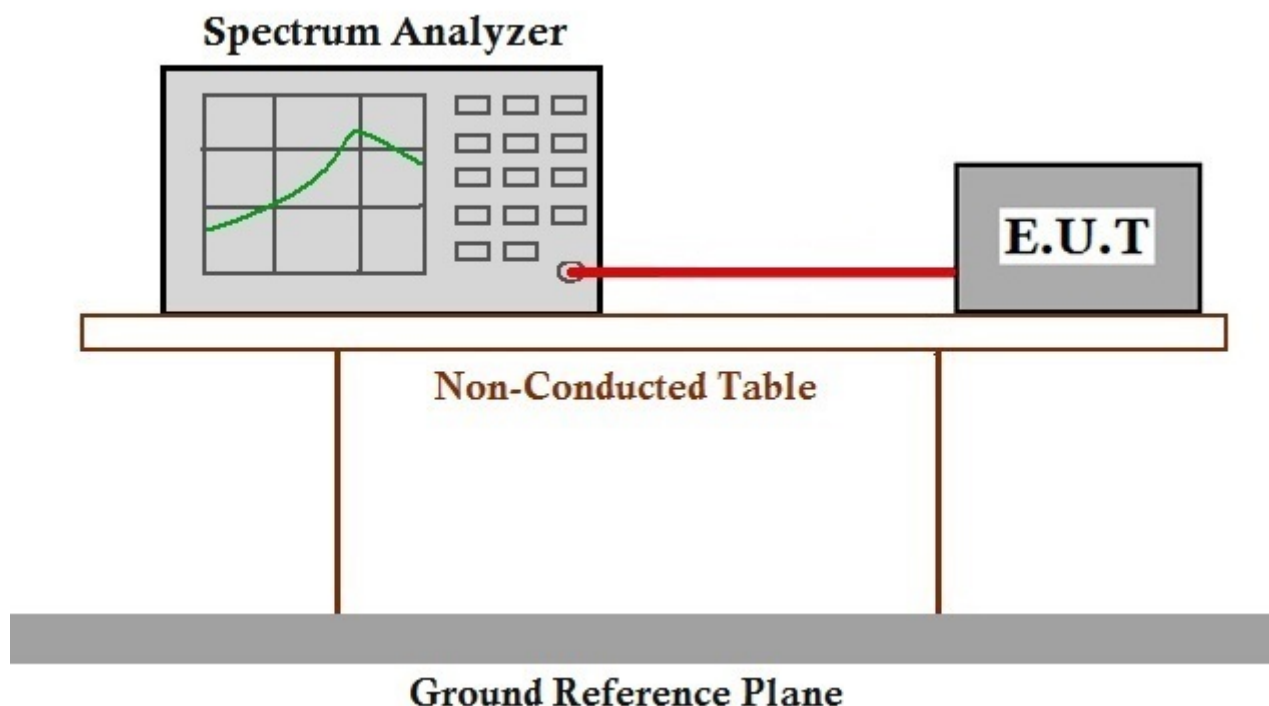 Spectrum Analyzer
E.U.T
Non-Conducted Table
Ground Reference Plane